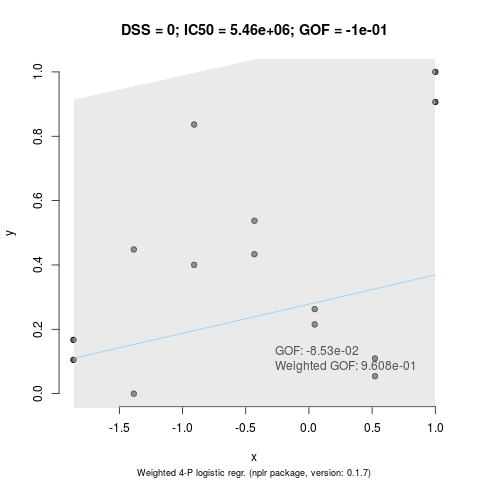 DSS = 0; IC50 = 5.46e+06; GOF = -1e-01
1.0
0.8
0.6
0.4
0.2
0.0
y
GOF: -8.53e-02
Weighted GOF: 9.608e-01
-1.5 -1.0 -0.5 0.0 0.5 1.0
x
Weighted 4-P logistic regr. (nplr package, version: 0.1.7)